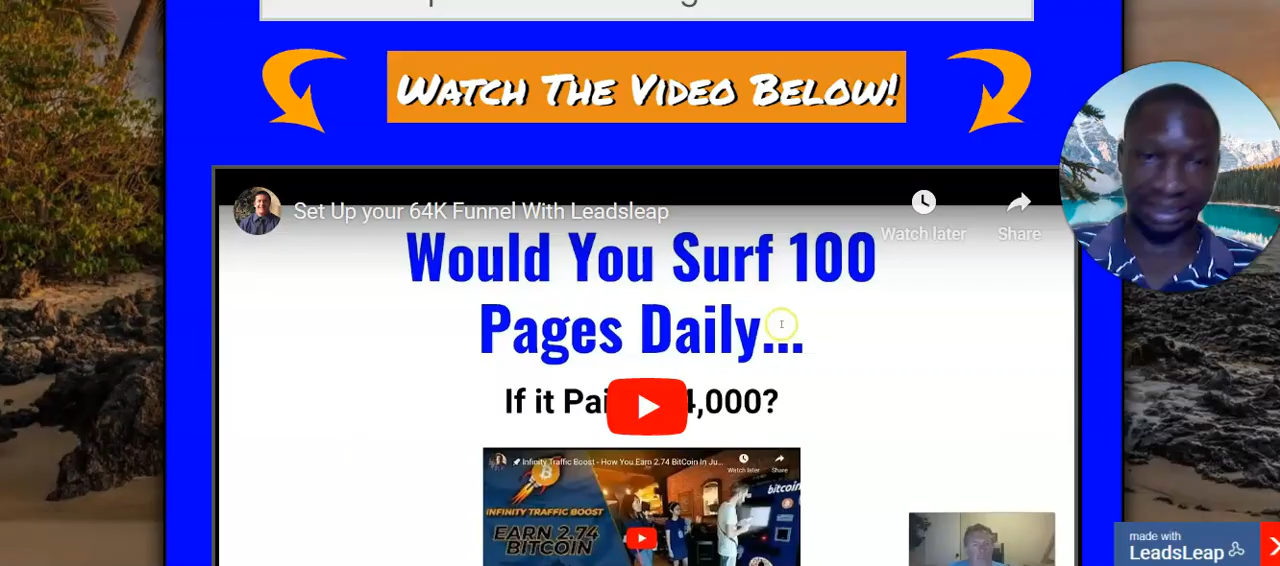 WATCH THE VIDEO BELOW!
Set Up your 64K Funnel With Leadsleap
Watch later
Share
Would You Surf 100
Pages Daily...
If it Pai 4,000?
Infinity Traffic Boost - How You Earn 2.74 BitCoin In Ju...
Watch later
Share
bitcoin
INFINITY TRAFFIC BOOST
EARN 2.74
BITCOIN
made with
LeadsLeap